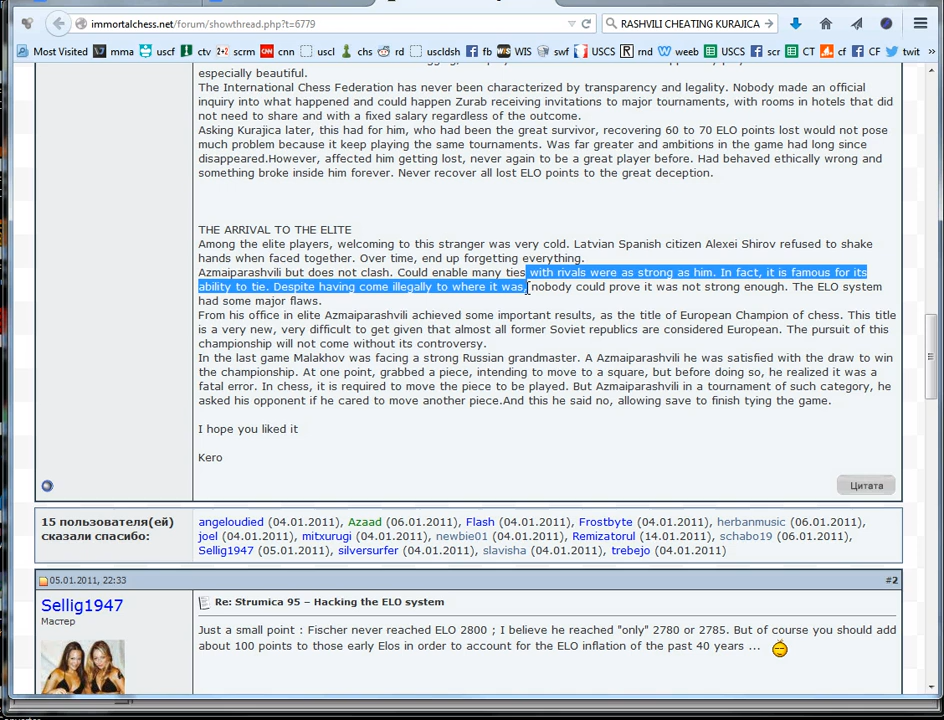 immortalchess.net/forum/showthread.php?t=6779
RASHVILI CHEATING KURAJICA
Most Visited mma uscf ctv scrm cnn uscl chs rd uscldsh fb WIS swf USCS rnd weeb USCS scr CT cf CF twit »
especially beautiful.
The International Chess Federation has never been characterized by transparency and legality. Nobody made an official
inquiry into what happened and could happen Zurab receiving invitations to major tournaments, with rooms in hotels that did
not need to share and with a fixed salary regardless of the outcome.
Asking Kurajica later, this had for him, who had been the great survivor, recovering 60 to 70 ELO points lost would not pose
much problem because it keep playing the same tournaments. Was far greater and ambitions in the game had long since
disappeared.However, affected him getting lost, never again to be a great player before. Had behaved ethically wrong and
something broke inside him forever. Never recover all lost ELO points to the great deception.
THE ARRIVAL TO THE ELITE
Among the elite players, welcoming to this stranger was very cold. Latvian Spanish citizen Alexei Shirov refused to shake
hands when faced together. Over time, end up forgetting everything.
Azmaiparashvili but does not clash. Could enable many ties with rivals were as strong as him. In fact, it is famous for its
ability to tie. Despite having come illegally to where it was, nobody could prove it was not strong enough. The ELO system
had some major flaws.
From his office in elite Azmaiparashvili achieved some important results, as the title of European Champion of chess. This title
is a very new, very difficult to get given that almost all former Soviet republics are considered European. The pursuit of this
championship will not come without its controversy.
In the last game Malakhov was facing a strong Russian grandmaster. A Azmaiparashvili he was satisfied with the draw to win
the championship. At one point, grabbed a piece, intending to move to a square, but before doing so, he realized it was a
fatal error. In chess, it is required to move the piece to be played. But Azmaiparashvili in a tournament of such category, he
asked his opponent if he cared to move another piece.And this he said no, allowing save to finish tying the game.
I hope you liked it
Kero
Цитата
15 пользователя(ей)
сказали cпасибо:
angeloudied (04.01.2011), Azaad (06.01.2011), Flash (04.01.2011), Frostbyte (04.01.2011), herbanmusic (06.01.2011),
joel (04.01.2011), mitxurugi (04.01.2011), newbie01 (04.01.2011), Remizatorul (14.01.2011), schabo19 (06.01.2011),
Sellig1947 (05.01.2011), silversurfer (04.01.2011), slavisha (04.01.2011), trebejo (04.01.2011)
05.01.2011, 22:33 #2
Sellig1947
Мастер
Re: Strumica 95 – Hacking the ELO system
Just a small point : Fischer never reached ELO 2800 ; I believe he reached "only" 2780 or 2785. But of course you should add
about 100 points to those early Elos in order to account for the ELO inflation of the past 40 years ...